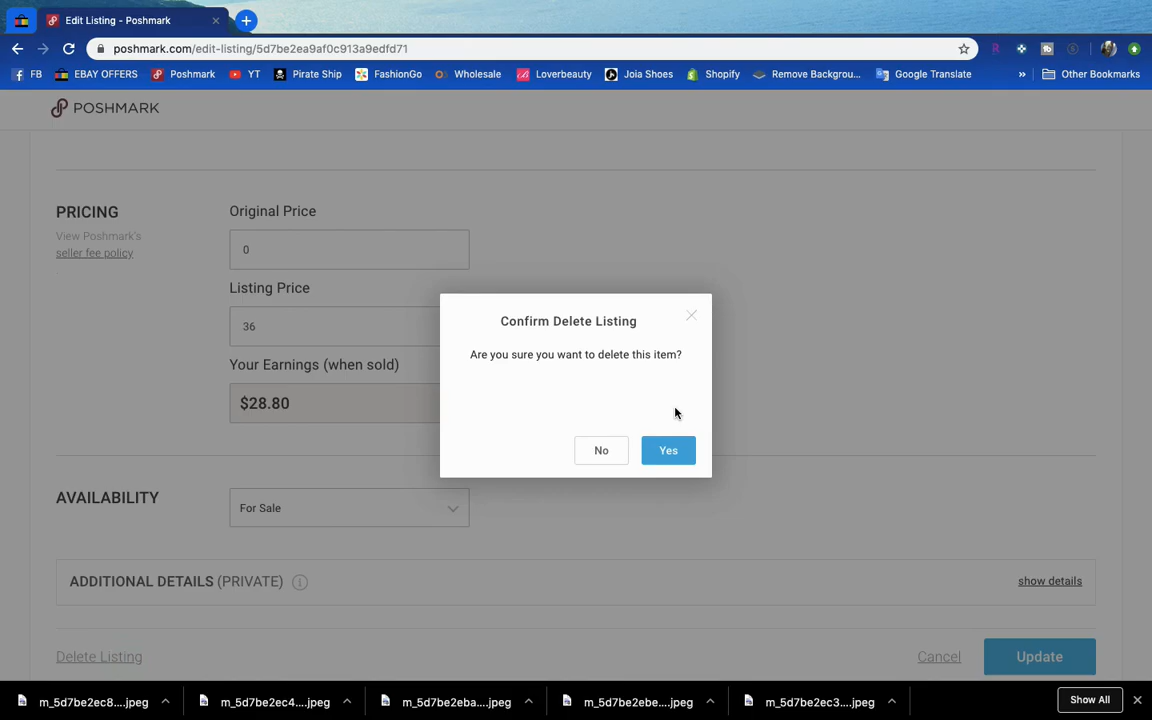 Edit Listing - Poshmark
poshmark.com/edit-listing/5d7be2ea9af0c913a9edfd71
FB
EBAY OFFERS
Poshmark
YT
Pirate Ship
FashionGo
Wholesale
Loverbeauty
Joia Shoes
Shopify
Remove Backgrou...
Google Translate
»
Other Bookmarks
POSHMARK
PRICING
View Poshmark's
seller fee policy
Original Price
0
Listing Price
36
Your Earnings (when sold)
$28.80
Confirm Delete Listing
Are you sure you want to delete this item?
No
Yes
AVAILABILITY
For Sale
ADDITIONAL DETAILS (PRIVATE)
show details
Delete Listing
Cancel
Update
m_5d7be2ec8....jpeg
m_5d7be2ec4....jpeg
m_5d7be2eba....jpeg
m_5d7be2ebe....jpeg
m_5d7be2ec3....jpeg
Show All